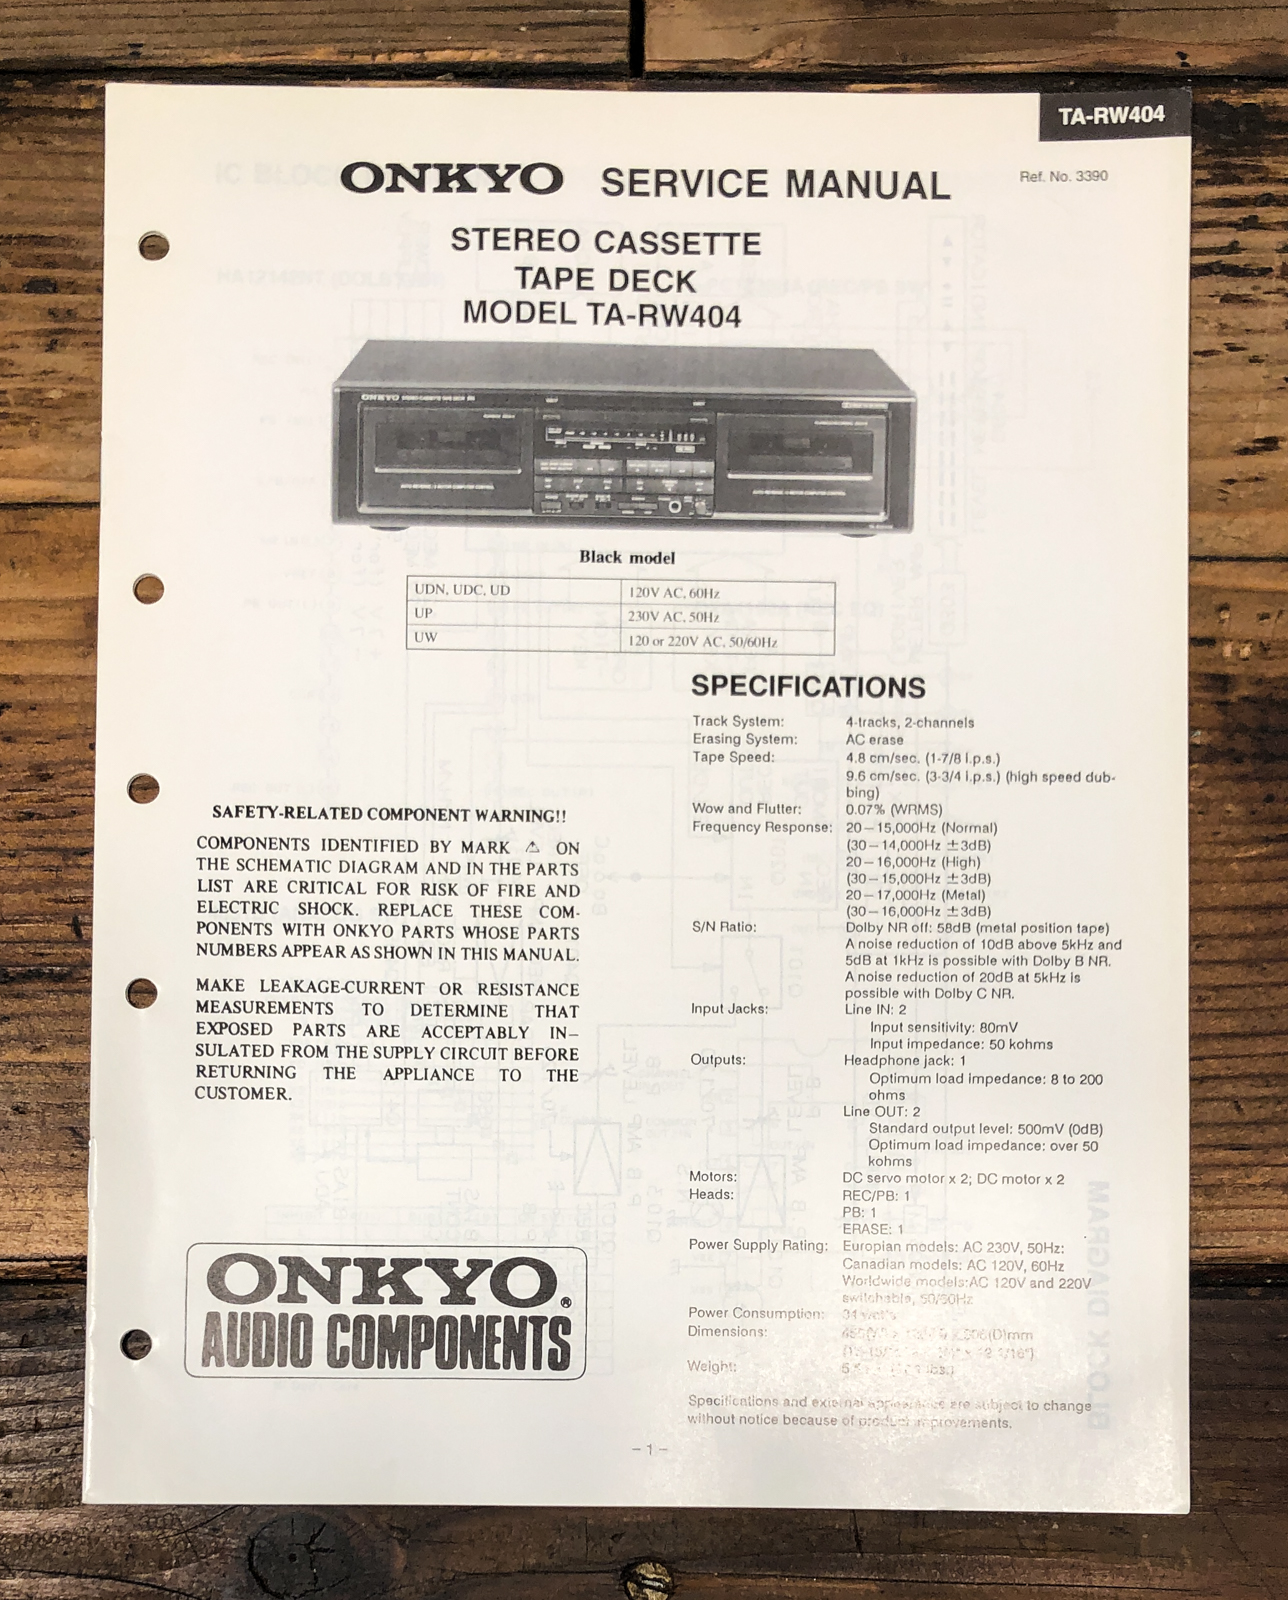 TA-RW404
ONKYO SERVICE MANUAL
Ref. No. 3390
STEREO CASSETTE
TAPE DECK
MODEL TA-RW404
ONKYO
Black model
UDN, UDC, UD 120V AC, 60Hz
UP 230V AC, 50Hz
UW 120 or 220V AC, 50/60Hz
SAFETY-RELATED COMPONENT WARNING!!
COMPONENTS IDENTIFIED BY MARK ⚠ ON
THE SCHEMATIC DIAGRAM AND IN THE PARTS
LIST ARE CRITICAL FOR RISK OF FIRE AND
ELECTRIC SHOCK. REPLACE THESE COM-
PONENTS WITH ONKYO PARTS WHOSE PARTS
NUMBERS APPEAR AS SHOWN IN THIS MANUAL.
MAKE LEAKAGE-CURRENT OR RESISTANCE
MEASUREMENTS TO DETERMINE THAT
EXPOSED PARTS ARE ACCEPTABLY IN–
SULATED FROM THE SUPPLY CIRCUIT BEFORE
RETURNING THE APPLIANCE TO THE
CUSTOMER.
ONKYO®
AUDIO COMPONENTS
SPECIFICATIONS
Track System: 4-tracks, 2-channels
Erasing System: AC erase
Tape Speed: 4.8 cm/sec. (1-7/8 i.p.s.)
9.6 cm/sec. (3-3/4 i.p.s.) (high speed dub-
bing)
Wow and Flutter: 0.07% (WRMS)
Frequency Response: 20–15,000Hz (Normal)
(30–14,000Hz ±3dB)
20–16,000Hz (High)
(30–15,000Hz ±3dB)
20–17,000Hz (Metal)
(30–16,000Hz ±3dB)
S/N Ratio: Dolby NR off: 58dB (metal position tape)
A noise reduction of 10dB above 5kHz and
5dB at 1kHz is possible with Dolby B NR.
A noise reduction of 20dB at 5kHz is
possible with Dolby C NR.
Input Jacks: Line IN: 2
Input sensitivity: 80mV
Input impedance: 50 kohms
Outputs: Headphone jack: 1
Optimum load impedance: 8 to 200
ohms
Line OUT: 2
Standard output level: 500mV (0dB)
Optimum load impedance: over 50
kohms
Motors: DC servo motor x 2; DC motor x 2
Heads: REC/PB: 1
PB: 1
ERASE: 1
Power Supply Rating: Europian models: AC 230V, 50Hz:
Canadian models: AC 120V, 60Hz
Worldwide models:AC 120V and 220V
switchable, 50/60Hz
Power Consumption: 34 watts
Dimensions:
Weight:
Specifications and external appearance are subject to change
without notice because of product improvements.
– 1 –